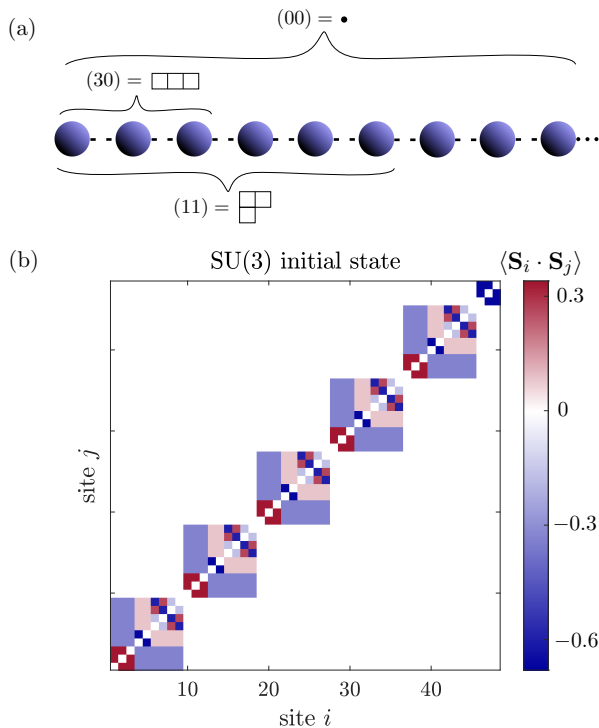 (a)
(00) = •
(30) =
(11) =
(b)
SU(3) initial state
⟨S_i · S_j⟩
0.3
0
−0.3
−0.6
site j
10 20 30 40
site i